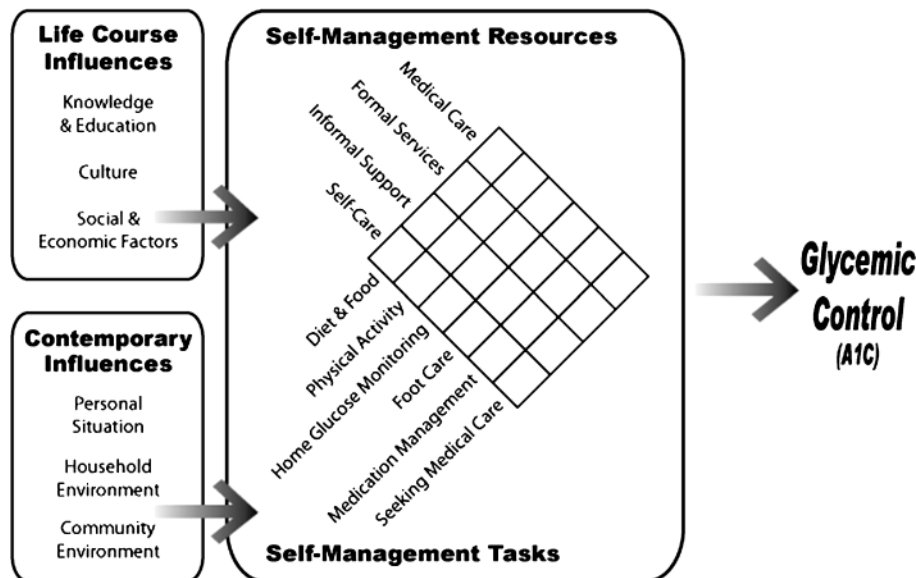 Life Course
Influences
Knowledge
& Education
Culture
Social &
Economic Factors
Contemporary
Influences
Personal
Situation
Household
Environment
Community
Environment
Self-Management Resources
Medical Care
Formal Services
Informal Support
Self-Care
Diet & Food
Physical Activity
Home Glucose Monitoring
Foot Care
Medication Management
Seeking Medical Care
Self-Management Tasks
Glycemic
Control
(A1C)